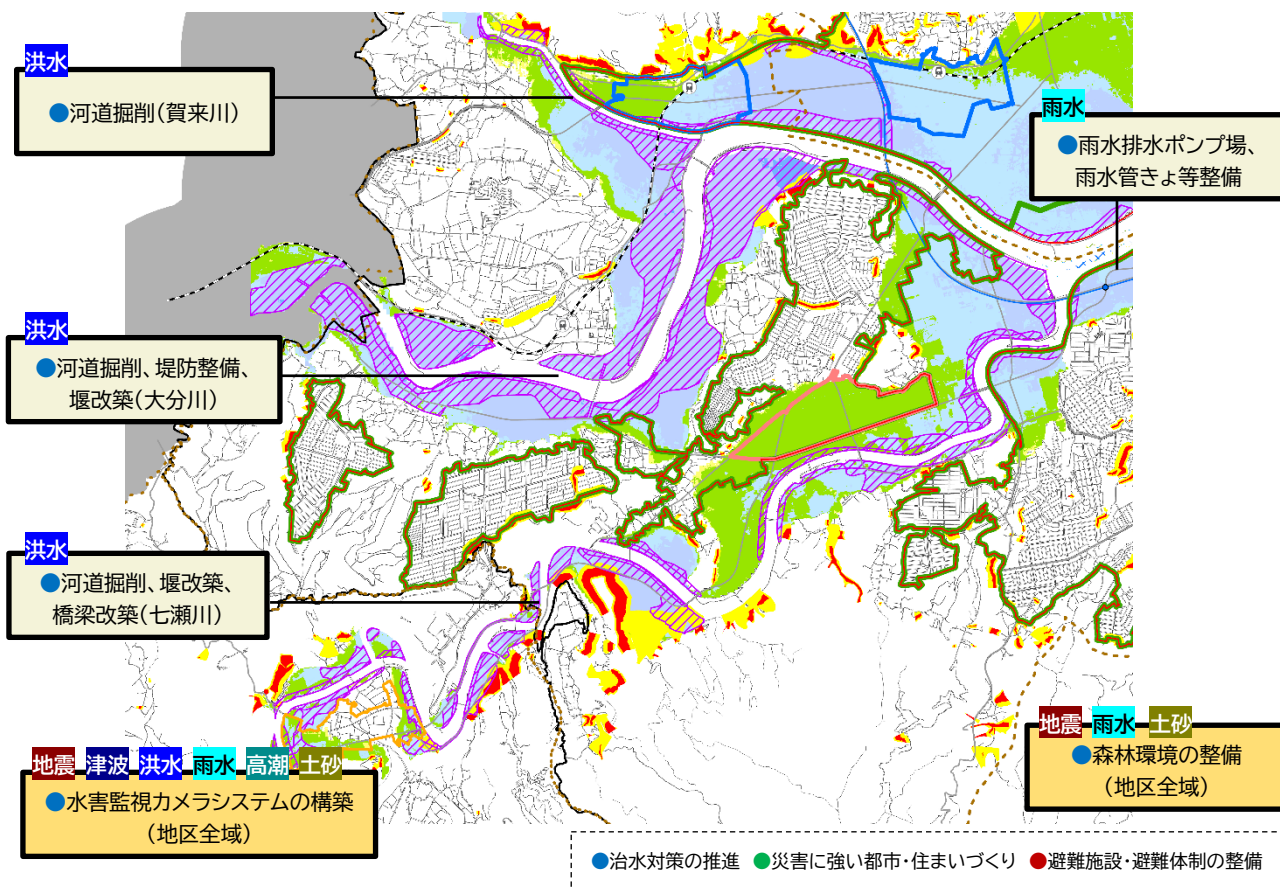 洪水
●河道掘削(賀来川)
雨水
●雨水排水ポンプ場、
雨水管きょ等整備
洪水
●河道掘削、堤防整備、
堰改築(大分川)
洪水
●河道掘削、堰改築、
橋梁改築(七瀬川)
地震 津波 洪水 雨水 高潮 土砂
●水害監視カメラシステムの構築
(地区全域)
地震 雨水 土砂
●森林環境の整備
(地区全域)
●治水対策の推進 ●災害に強い都市・住まいづくり ●避難施設・避難体制の整備